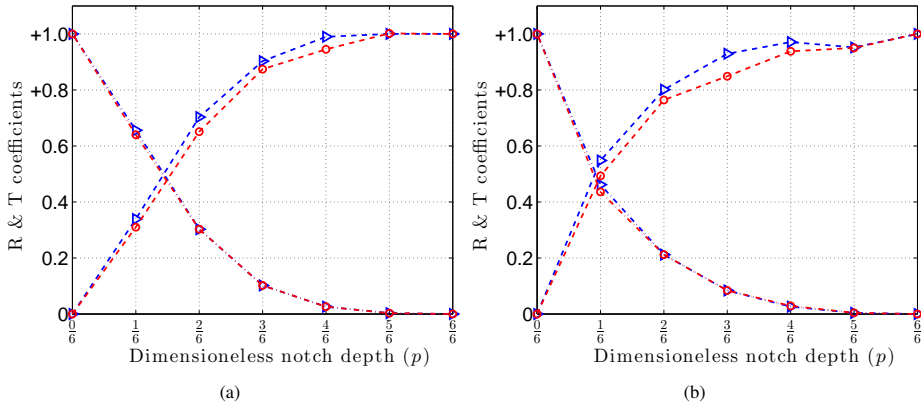 +1.0
+0.8
0.6
0.4
0.2
0
R & T coefficients
0/6 1/6 2/6 3/6 4/6 5/6 6/6
Dimensioneless notch depth (p)
(a)
+1.0
+0.8
0.6
0.4
0.2
0
R & T coefficients
0/6 1/6 2/6 3/6 4/6 5/6 6/6
Dimensioneless notch depth (p)
(b)